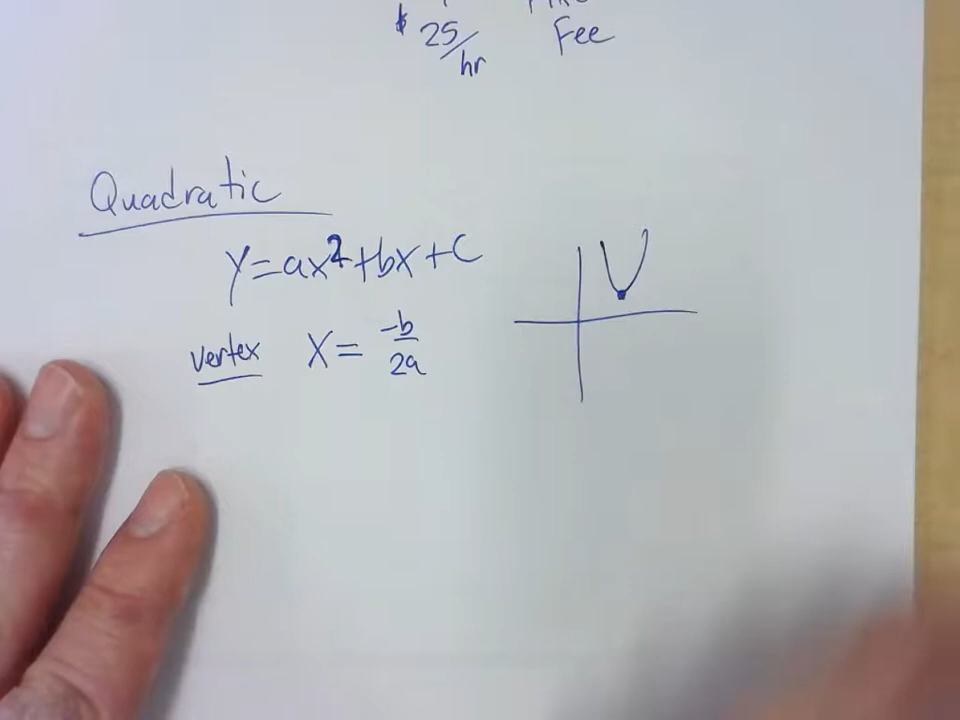 $25/hr Fee
Quadratic
y=ax²+bx+c
vertex x = -b/2a